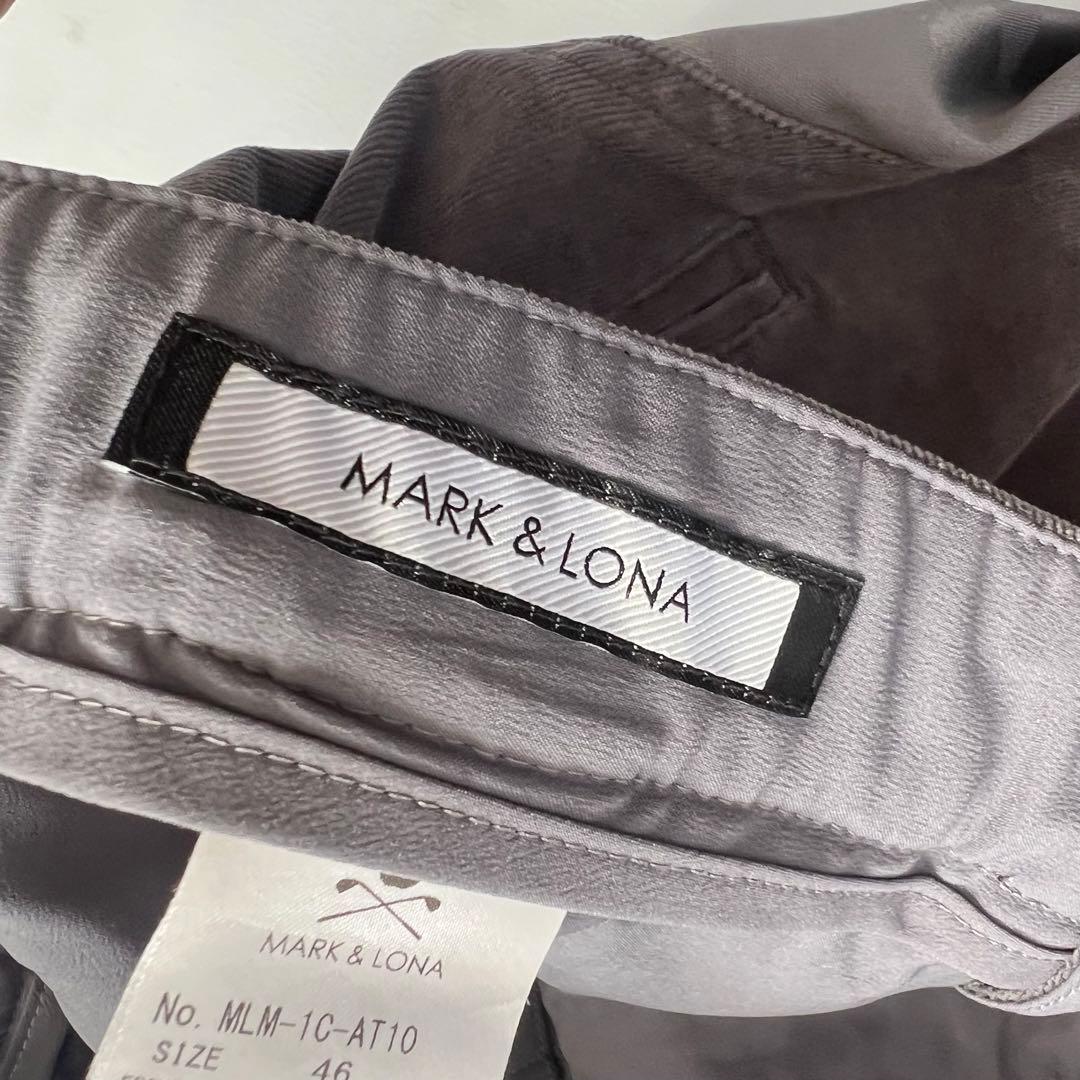 MARK & LONA
MARK & LONA
No. MLM-1C-AT10
SIZE 46